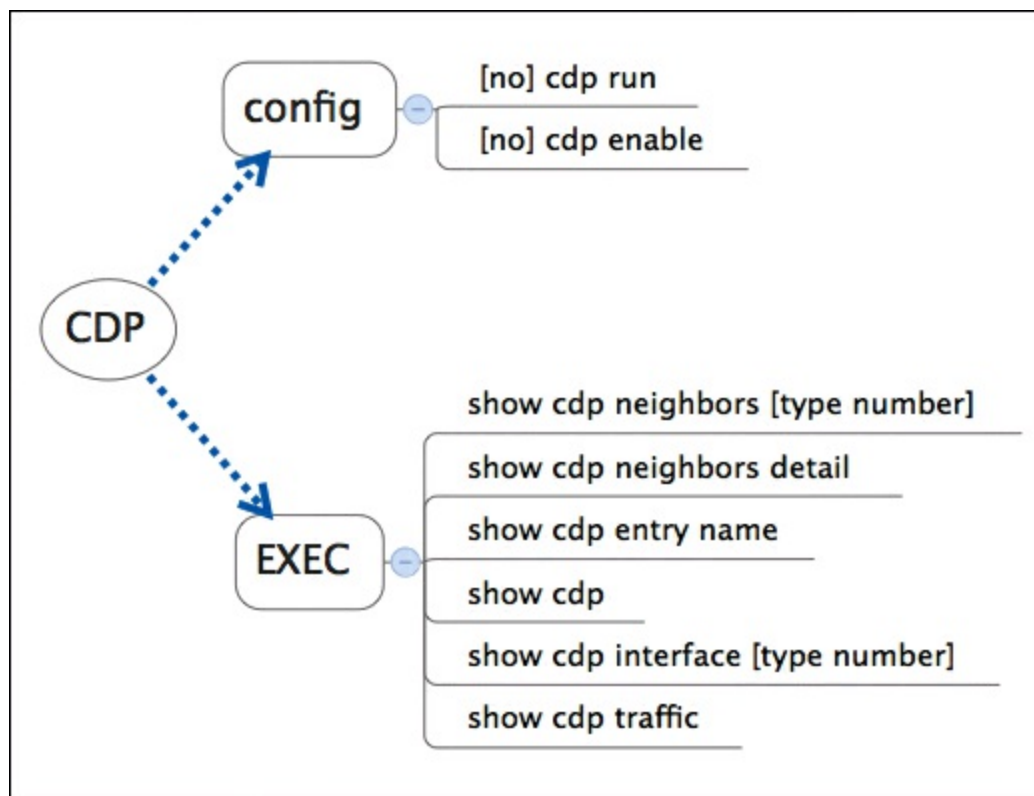 config
[no] cdp run
[no] cdp enable
CDP
EXEC
show cdp neighbors [type number]
show cdp neighbors detail
show cdp entry name
show cdp
show cdp interface [type number]
show cdp traffic